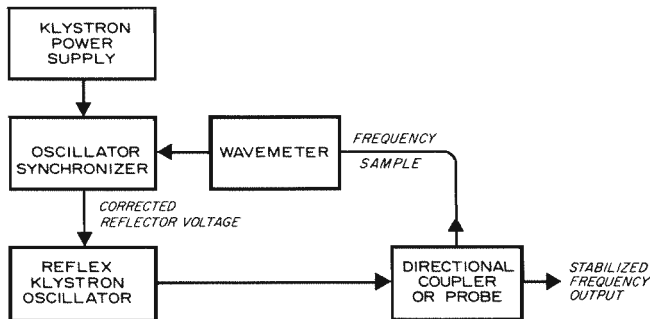 KLYSTRON
POWER
SUPPLY
OSCILLATOR
SYNCHRONIZER
WAVEMETER
FREQUENCY
SAMPLE
CORRECTED
REFLECTOR VOLTAGE
REFLEX
KLYSTRON
OSCILLATOR
DIRECTIONAL
COUPLER
OR PROBE
STABILIZED
FREQUENCY
OUTPUT